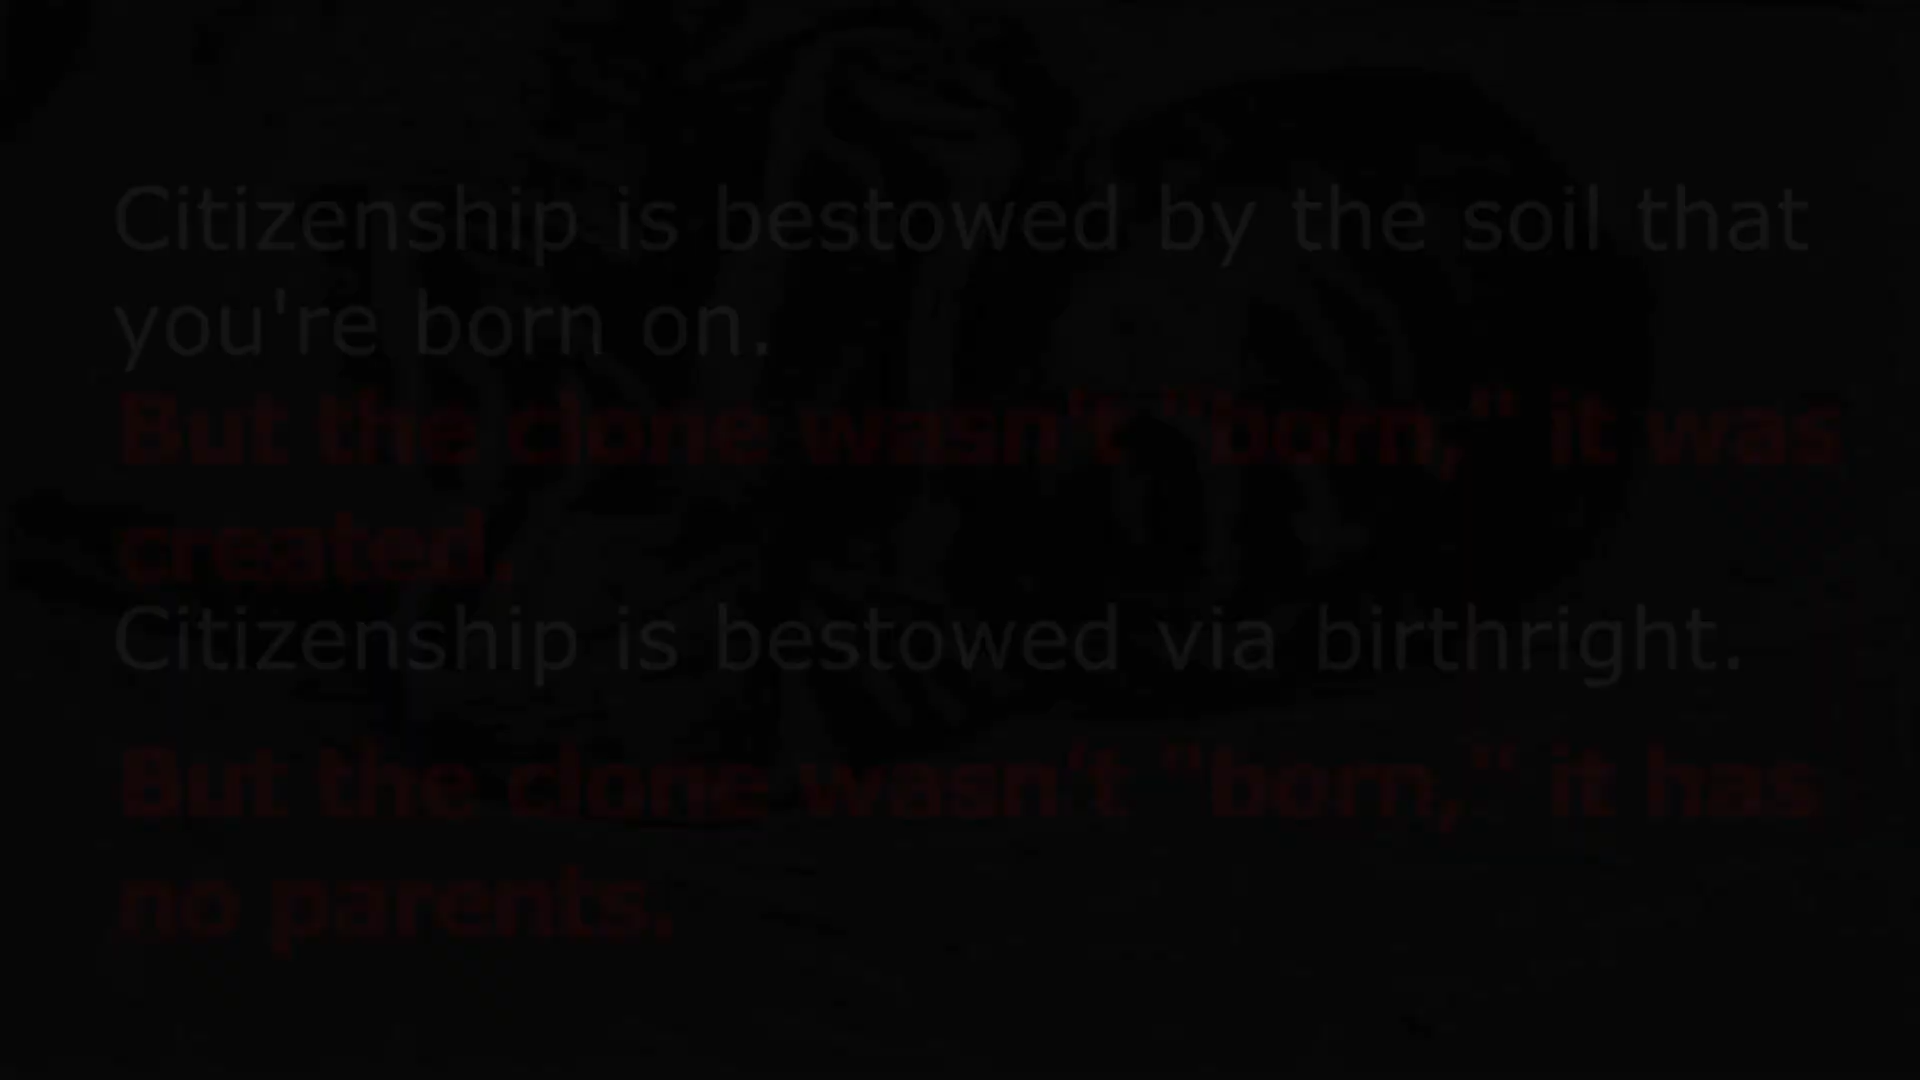 Citizenship is bestowed by the soil that
you're born on.
But the clone wasn't "born," it was
created.
Citizenship is bestowed via birthright.
But the clone wasn't "born," it has
no parents.